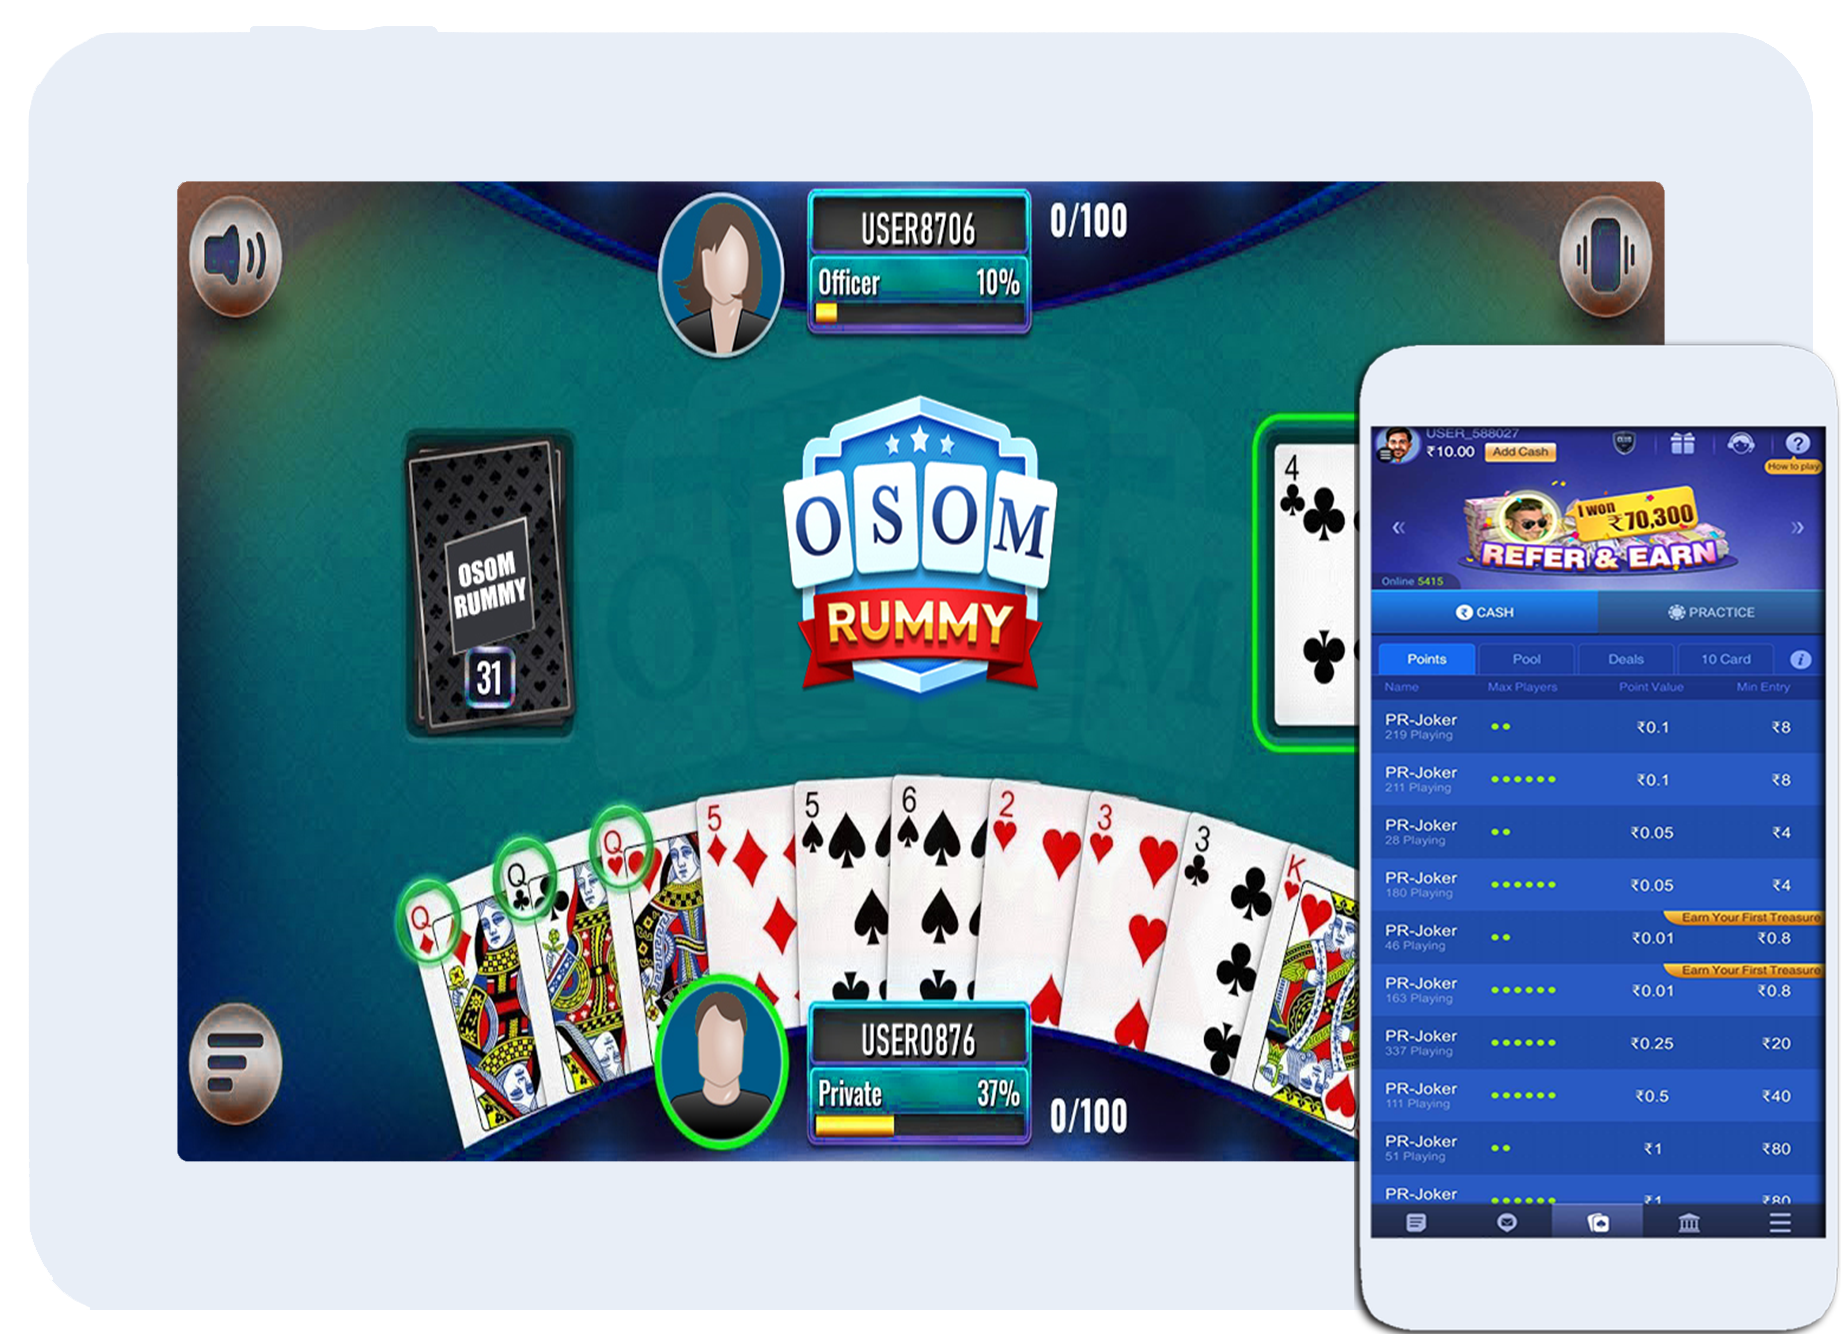 USER8706
0/100
Officer 10%
OSOM
RUMMY
OSOM
RUMMY
31
4
Q
Q
Q
5
5
6
2
3
3
K
USER0876
Private 37%
0/100
USER_588027
₹10.00 Add Cash
?
How to play
I won
₹70,300
REFER & EARN
Online 5415
CASH PRACTICE
Points Pool Deals 10 Card i
Name Max Players Point Value Min Entry
PR-Joker ₹0.1 ₹8
219 Playing
PR-Joker ₹0.1 ₹8
211 Playing
PR-Joker ₹0.05 ₹4
28 Playing
PR-Joker ₹0.05 ₹4
180 Playing
Earn Your First Treasure
PR-Joker ₹0.01 ₹0.8
46 Playing
Earn Your First Treasure
PR-Joker ₹0.01 ₹0.8
163 Playing
PR-Joker ₹0.25 ₹20
337 Playing
PR-Joker ₹0.5 ₹40
111 Playing
PR-Joker ₹1 ₹80
51 Playing
PR-Joker ₹1 ₹80